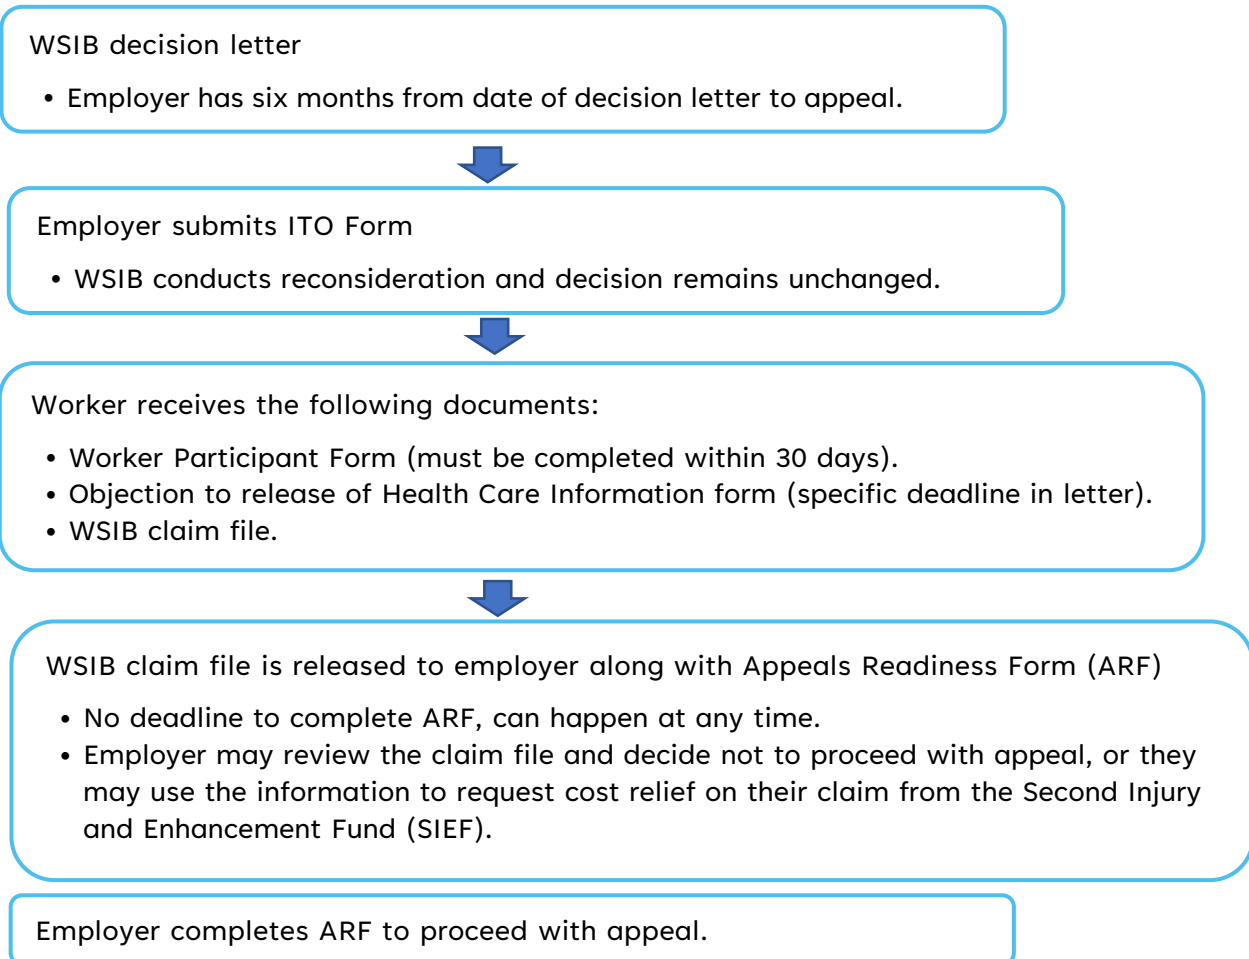 WSIB decision letter
• Employer has six months from date of decision letter to appeal.
Employer submits ITO Form
• WSIB conducts reconsideration and decision remains unchanged.
Worker receives the following documents:
• Worker Participant Form (must be completed within 30 days).
• Objection to release of Health Care Information form (specific deadline in letter).
• WSIB claim file.
WSIB claim file is released to employer along with Appeals Readiness Form (ARF)
• No deadline to complete ARF, can happen at any time.
• Employer may review the claim file and decide not to proceed with appeal, or they
may use the information to request cost relief on their claim from the Second Injury
and Enhancement Fund (SIEF).
Employer completes ARF to proceed with appeal.